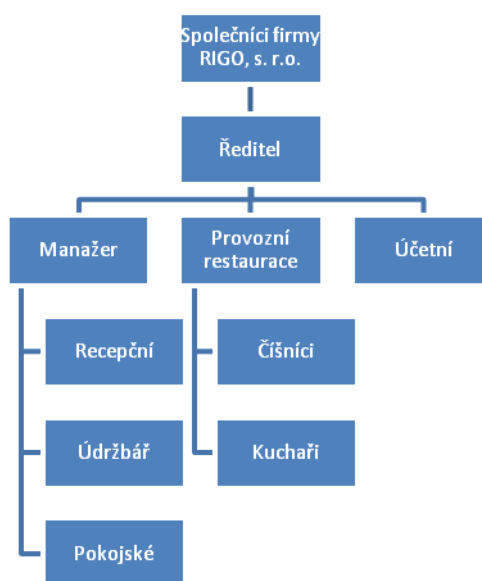 Společníci firmy
RIGO, s. r.o.
Ředitel
Manažer
Provozní
restaurace
Účetní
Recepční
Číšníci
Údržbář
Kuchaři
Pokojské